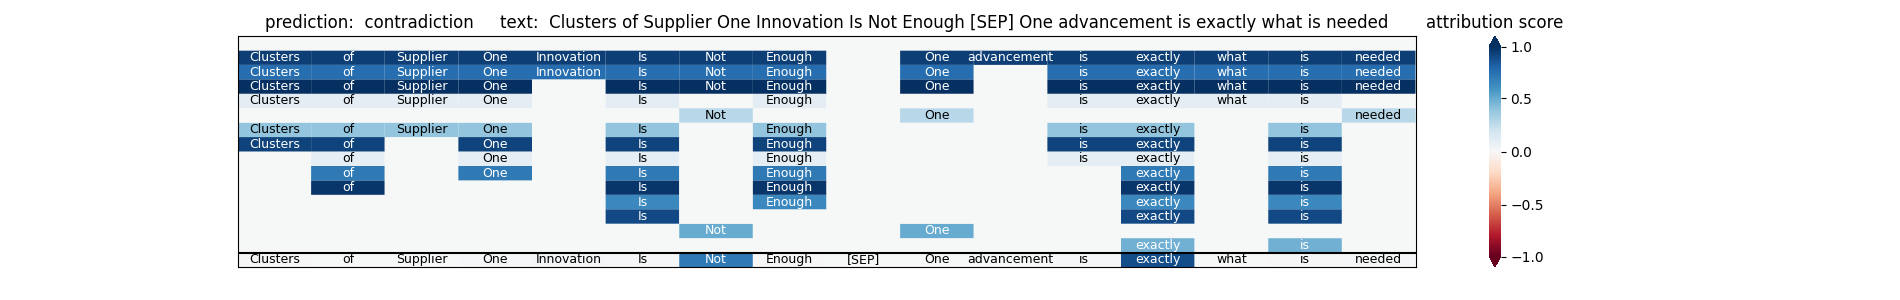 prediction: contradiction text: Clusters of Supplier One Innovation Is Not Enough [SEP] One advancement is exactly what is needed attribution score
Clusters of Supplier One Innovation Is Not Enough One advancement is exactly what is needed 1.0
Clusters of Supplier One Innovation Is Not Enough One is exactly what is needed
Clusters of Supplier One Is Not Enough One is exactly what is needed
Clusters of Supplier One Is Enough is exactly what is 0.5
Not One needed
Clusters of Supplier One Is Enough is exactly is
Clusters of One Is Enough is exactly is
of One Is Enough is exactly is 0.0
of One Is Enough exactly is
of Is Enough exactly is
Is Enough exactly is −0.5
Is exactly is
Not One
exactly is
Clusters of Supplier One Innovation Is Not Enough [SEP] One advancement is exactly what is needed −1.0